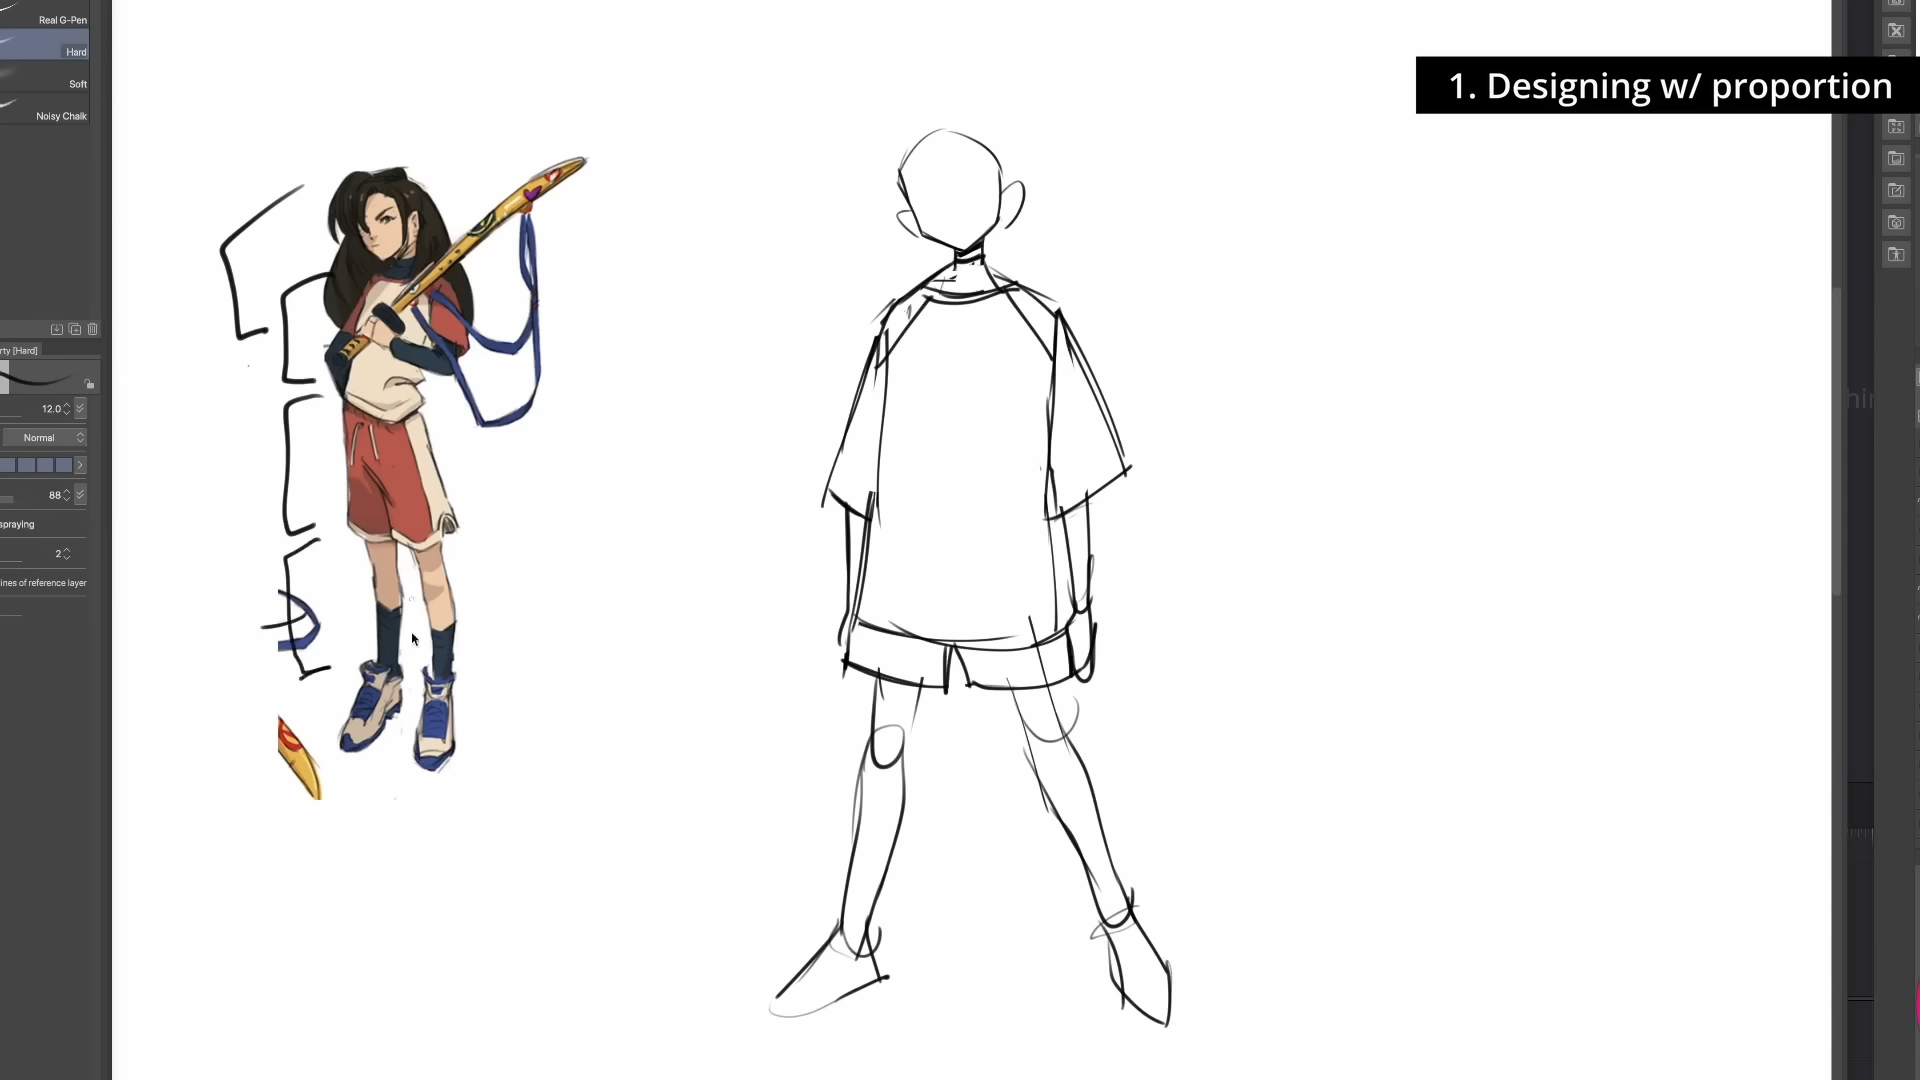 Real G-Pen
Hard
Soft
Noisy Chalk
1. Designing w/ proportion
rty [Hard]
12.0
Normal
88
spraying
2
ines of reference layer
hin